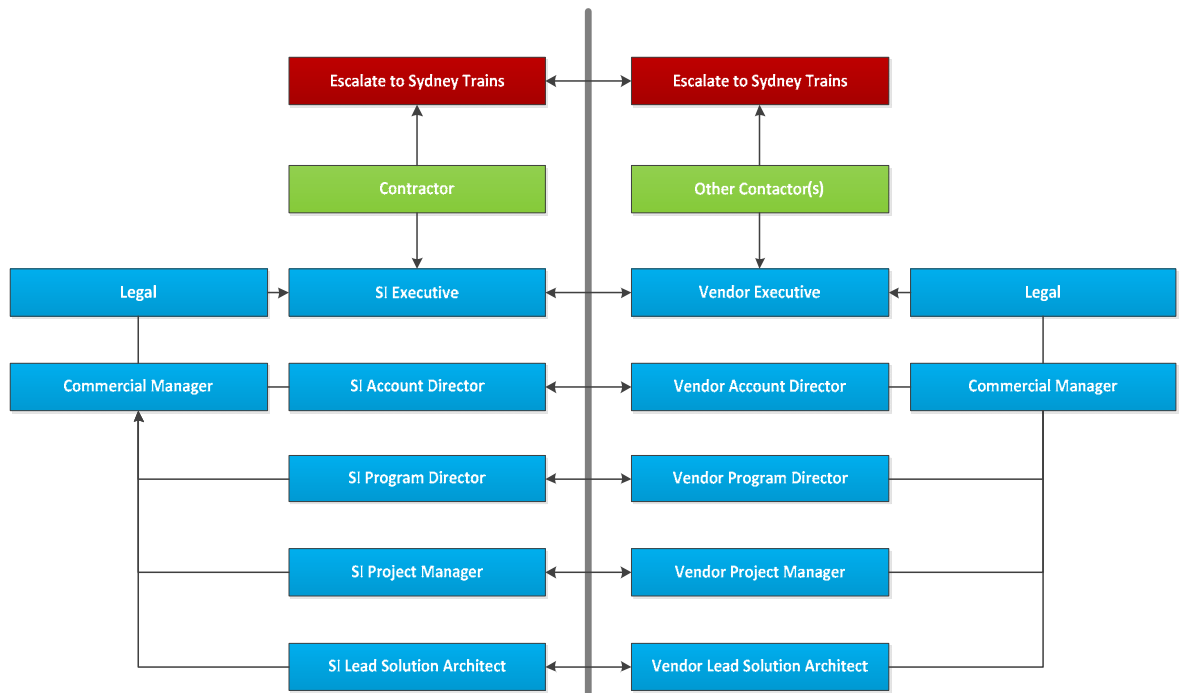 Escalate to Sydney Trains
Escalate to Sydney Trains
Contractor
Other Contactor(s)
Legal
SI Executive
Vendor Executive
Legal
Commercial Manager
SI Account Director
Vendor Account Director
Commercial Manager
SI Program Director
Vendor Program Director
SI Project Manager
Vendor Project Manager
SI Lead Solution Architect
Vendor Lead Solution Architect